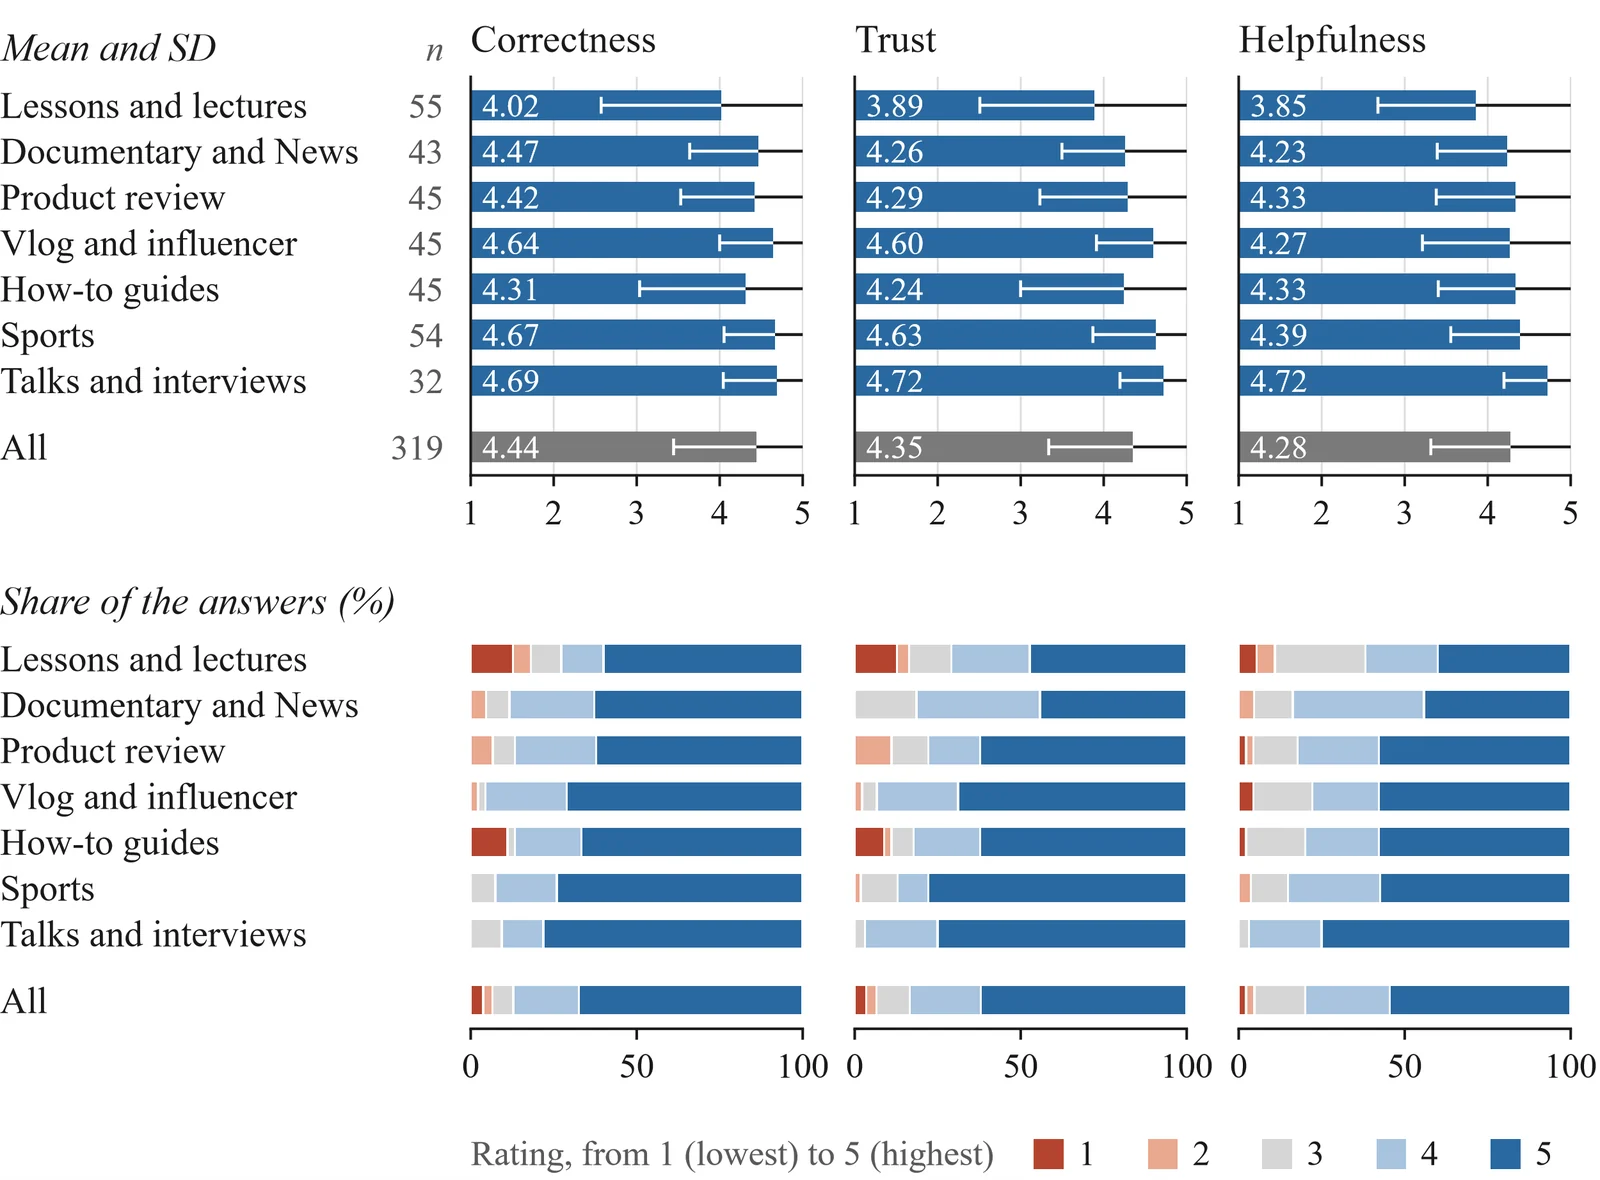 Mean and SD n Correctness Trust Helpfulness
Lessons and lectures 55 4.02 3.89 3.85
Documentary and News 43 4.47 4.26 4.23
Product review 45 4.42 4.29 4.33
Vlog and influencer 45 4.64 4.60 4.27
How-to guides 45 4.31 4.24 4.33
Sports 54 4.67 4.63 4.39
Talks and interviews 32 4.69 4.72 4.72
All 319 4.44 4.35 4.28
1 2 3 4 5 1 2 3 4 5 1 2 3 4 5
Share of the answers (%)
Lessons and lectures
Documentary and News
Product review
Vlog and influencer
How-to guides
Sports
Talks and interviews
All
0 50 100 0 50 100 0 50 100
Rating, from 1 (lowest) to 5 (highest) 1 2 3 4 5